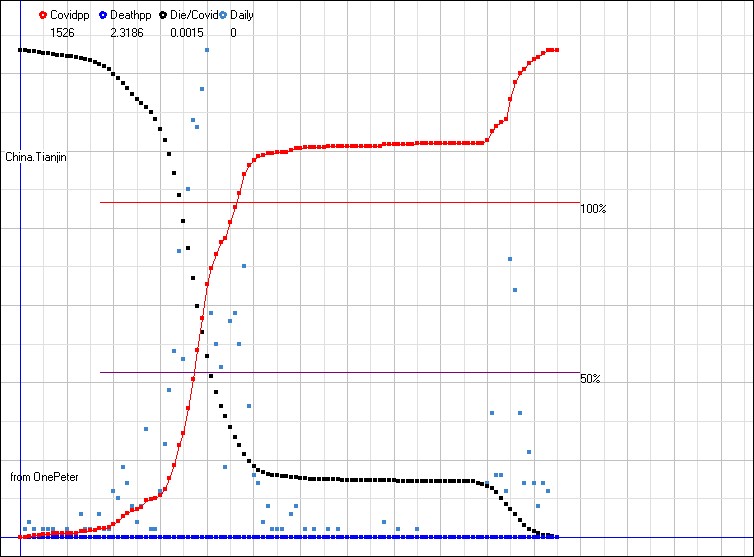 Covidpp Deathpp Die/Covid Daily
1526 2.3186 0.0015 0
China.Tianjin
100%
50%
from OnePeter